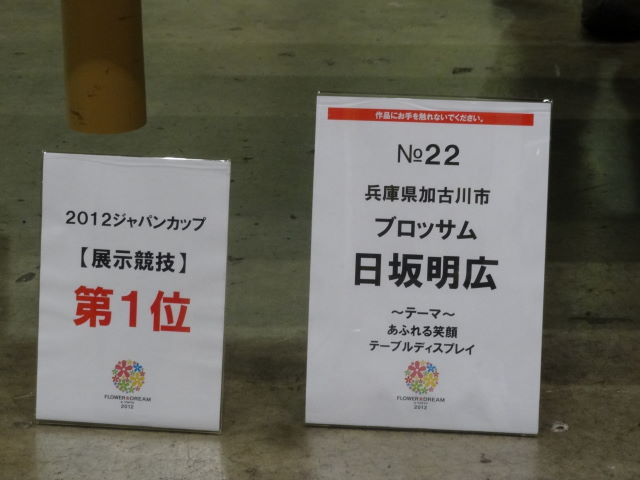 2012ジャパンカップ
【展示競技】
第1位
FLOWER DREAM
2012
作品にお手を触れないでください。
№22
兵庫県加古川市
ブロッサム
日坂明広
～テーマ～
あふれる笑顔
テーブルディスプレイ
FLOWER DREAM
2012